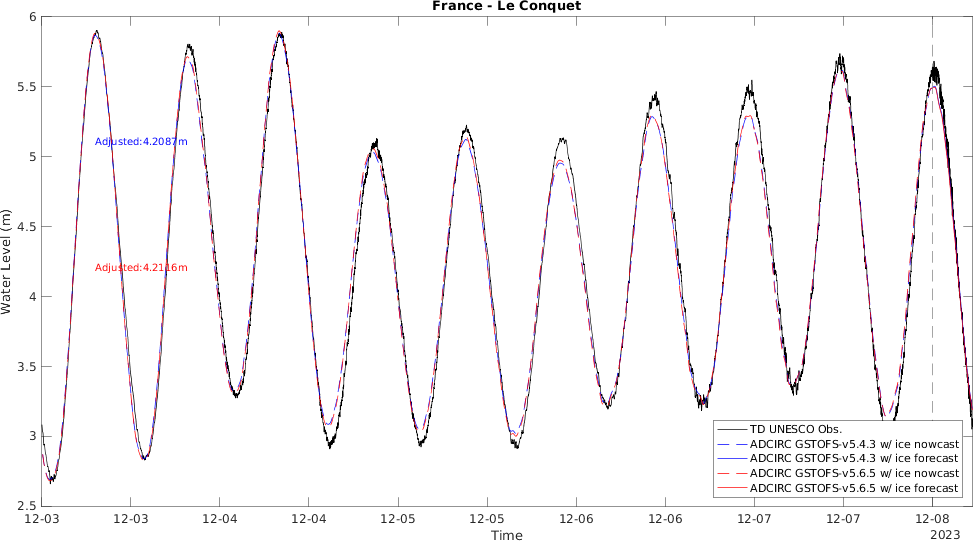 France - Le Conquet
6
5.5
5
4.5
4
3.5
3
2.5
Water Level (m)
Adjusted:4.2087m
Adjusted:4.2116m
TD UNESCO Obs.
ADCIRC GSTOFS-v5.4.3 w/ ice nowcast
ADCIRC GSTOFS-v5.4.3 w/ ice forecast
ADCIRC GSTOFS-v5.6.5 w/ ice nowcast
ADCIRC GSTOFS-v5.6.5 w/ ice forecast
12-03 12-03 12-04 12-04 12-05 12-05 12-06 12-06 12-07 12-07 12-08
2023
Time